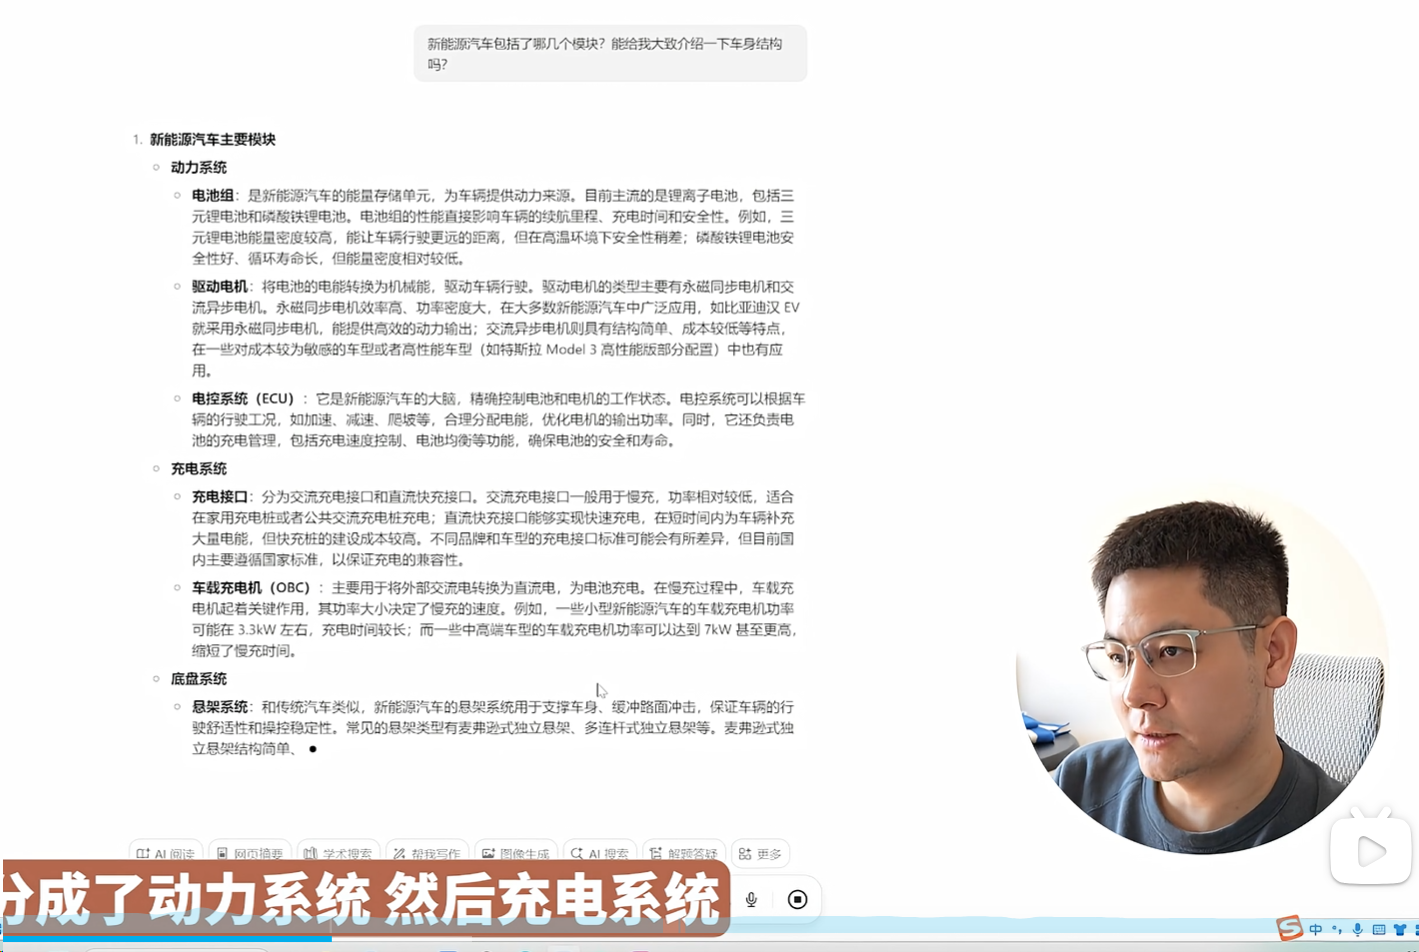 新能源汽车包括了哪几个模块？能给我大致介绍一下车身结构
吗？
1. 新能源汽车主要模块
动力系统
电池组：是新能源汽车的能量存储单元，为车辆提供动力来源。目前主流的是锂离子电池，包括三
元锂电池和磷酸铁锂电池。电池组的性能直接影响车辆的续航里程、充电时间和安全性。例如，三
元锂电池能量密度较高，能让车辆行驶更远的距离，但在高温环境下安全性稍差；磷酸铁锂电池安
全性好、循环寿命长，但能量密度相对较低。
驱动电机：将电池的电能转换为机械能，驱动车辆行驶。驱动电机的类型主要有永磁同步电机和交
流异步电机。永磁同步电机效率高、功率密度大，在大多数新能源汽车中广泛应用，如比亚迪汉 EV
就采用永磁同步电机，能提供高效的动力输出；交流异步电机则具有结构简单、成本较低等特点，
在一些对成本较为敏感的车型或者高性能车型（如特斯拉 Model 3 高性能版部分配置）中也有应
用。
电控系统（ECU）：它是新能源汽车的大脑，精确控制电池和电机的工作状态。电控系统可以根据车
辆的行驶工况，如加速、减速、爬坡等，合理分配电能，优化电机的输出功率。同时，它还负责电
池的充电管理，包括充电速度控制、电池均衡等功能，确保电池的安全和寿命。
充电系统
充电接口：分为交流充电接口和直流快充接口。交流充电接口一般用于慢充，功率相对较低，适合
在家用充电桩或者公共交流充电桩充电；直流快充接口能够实现快速充电，在短时间内为车辆补充
大量电能，但快充桩的建设成本较高。不同品牌和车型的充电接口标准可能会有所差异，但目前国
内主要遵循国家标准，以保证充电的兼容性。
车载充电机（OBC）：主要用于将外部交流电转换为直流电，为电池充电。在慢充过程中，车载充
电机起着关键作用，其功率大小决定了慢充的速度。例如，一些小型新能源汽车的车载充电机功率
可能在 3.3kW 左右，充电时间较长；而一些中高端车型的车载充电机功率可以达到 7kW 甚至更高，
缩短了慢充时间。
底盘系统
悬架系统：和传统汽车类似，新能源汽车的悬架系统用于支撑车身、缓冲路面冲击，保证车辆的行
驶舒适性和操控稳定性。常见的悬架类型有麦弗逊式独立悬架、多连杆式独立悬架等。麦弗逊式独
立悬架结构简单、
AI 阅读 网页摘要 学术搜索 帮我写作 图像生成 AI 搜索 解题答疑 更多
分成了动力系统 然后充电系统
S 中